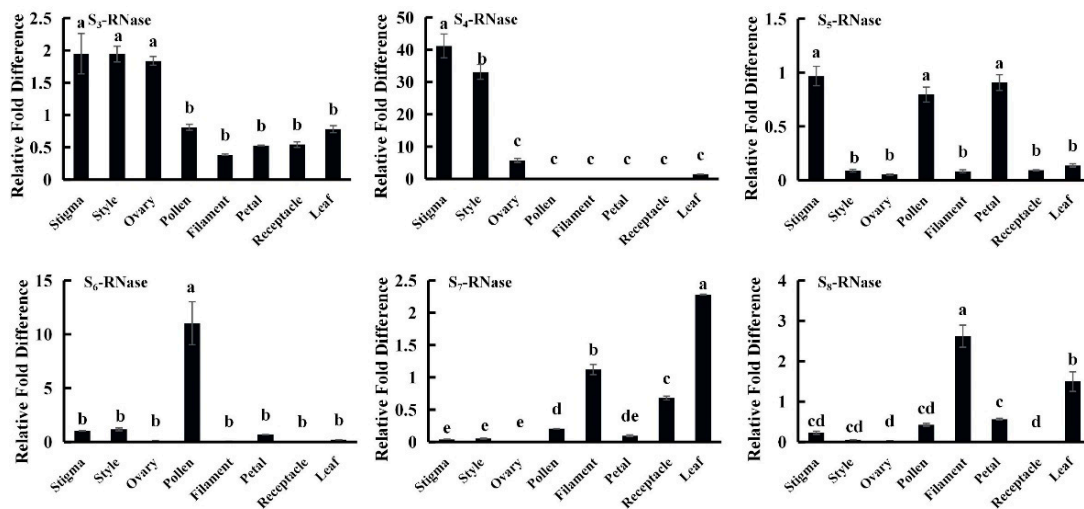 S3-RNase
Relative Fold Difference
2.5
2
1.5
1
0.5
0
a
a
a
b
b
b
b
b
Stigma
Style
Ovary
Pollen
Filament
Petal
Receptacle
Leaf
S4-RNase
Relative Fold Difference
50
40
30
20
10
0
a
b
c
c
c
c
c
c
Stigma
Style
Ovary
Pollen
Filament
Petal
Receptacle
Leaf
S5-RNase
Relative Fold Difference
1.5
1
0.5
0
a
b
b
a
b
a
b
b
Stigma
Style
Ovary
Pollen
Filament
Petal
Receptacle
Leaf
S6-RNase
Relative Fold Difference
15
10
5
0
b
b
b
a
b
b
b
b
Stigma
Style
Ovary
Pollen
Filament
Petal
Receptacle
Leaf
S7-RNase
Relative Fold Difference
2.5
2
1.5
1
0.5
0
e
e
e
d
b
de
c
a
Stigma
Style
Ovary
Pollen
Filament
Petal
Receptacle
Leaf
S8-RNase
Relative Fold Difference
4
3
2
1
0
cd
cd
d
cd
a
c
d
b
Stigma
Style
Ovary
Pollen
Filament
Petal
Receptacle
Leaf